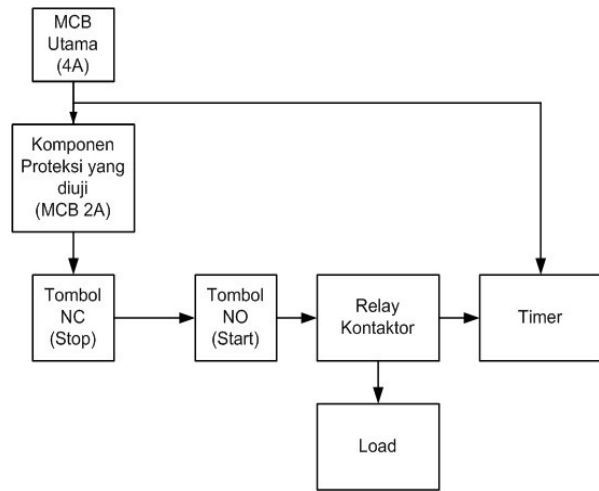 MCB
Utama
(4A)
Komponen
Proteksi yang
diuji
(MCB 2A)
Tombol
NC
(Stop)
Tombol
NO
(Start)
Relay
Kontaktor
Timer
Load